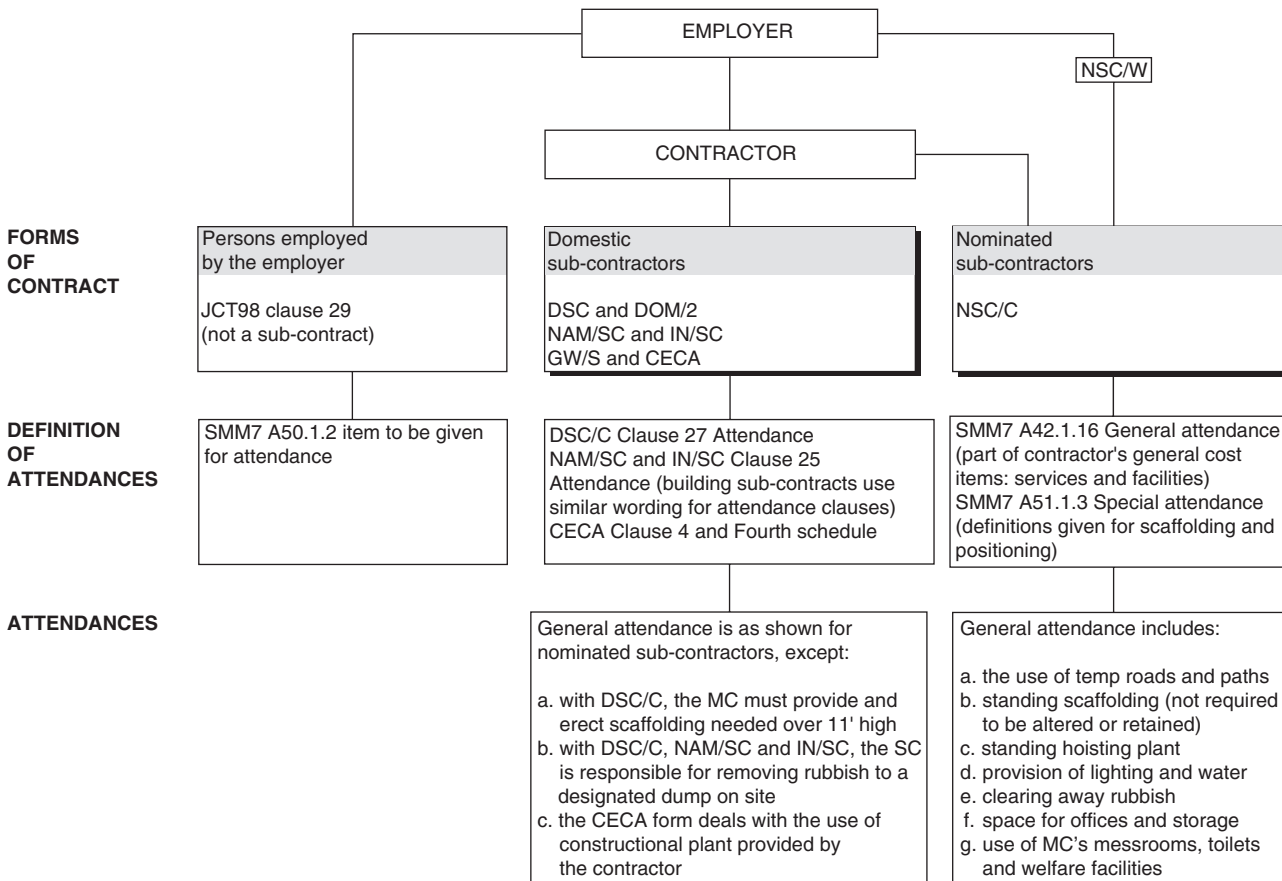 EMPLOYER
NSC/W
CONTRACTOR
FORMS
OF
CONTRACT
Persons employed
by the employer
JCT98 clause 29
(not a sub-contract)
Domestic
sub-contractors
DSC and DOM/2
NAM/SC and IN/SC
GW/S and CECA
Nominated
sub-contractors
NSC/C
DEFINITION
OF
ATTENDANCES
SMM7 A50.1.2 item to be given
for attendance
DSC/C Clause 27 Attendance
NAM/SC and IN/SC Clause 25
Attendance (building sub-contracts use
similar wording for attendance clauses)
CECA Clause 4 and Fourth schedule
SMM7 A42.1.16 General attendance
(part of contractor's general cost
items: services and facilities)
SMM7 A51.1.3 Special attendance
(definitions given for scaffolding and
positioning)
ATTENDANCES
General attendance is as shown for
nominated sub-contractors, except:
a. with DSC/C, the MC must provide and
erect scaffolding needed over 11' high
b. with DSC/C, NAM/SC and IN/SC, the SC
is responsible for removing rubbish to a
designated dump on site
c. the CECA form deals with the use of
constructional plant provided by
the contractor
General attendance includes:
a. the use of temp roads and paths
b. standing scaffolding (not required
to be altered or retained)
c. standing hoisting plant
d. provision of lighting and water
e. clearing away rubbish
f. space for offices and storage
g. use of MC's messrooms, toilets
and welfare facilities